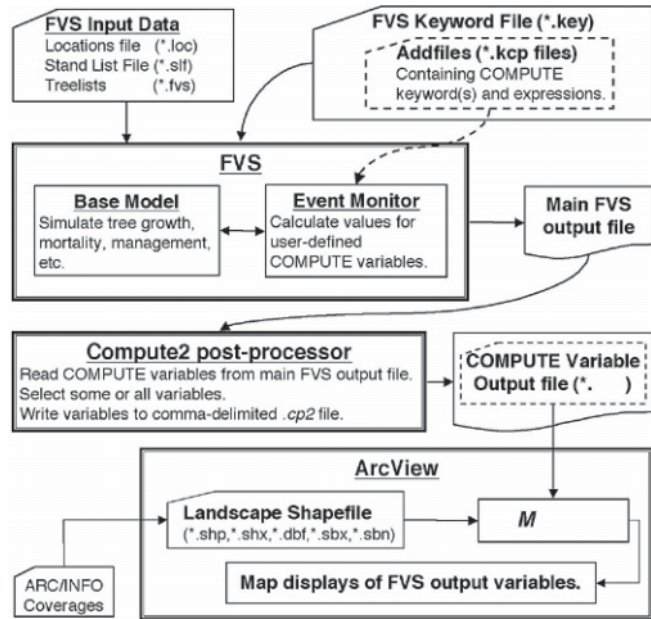 FVS Input Data
Locations file (*.loc)
Stand List File (*.slf)
Treelists (*.fvs)
FVS Keyword File (*.key)
Addfiles (*.kcp files)
Containing COMPUTE
keyword(s) and expressions.
FVS
Base Model
Simulate tree growth,
mortality, management,
etc.
Event Monitor
Calculate values for
user-defined
COMPUTE variables.
Main FVS
output file
Compute2 post-processor
Read COMPUTE variables from main FVS output file.
Select some or all variables.
Write variables to comma-delimited .cp2 file.
COMPUTE Variable
Output file (*. )
ArcView
Landscape Shapefile
(*.shp,*.shx,*.dbf,*.sbx,*.sbn)
M
Map displays of FVS output variables.
ARC/INFO
Coverages